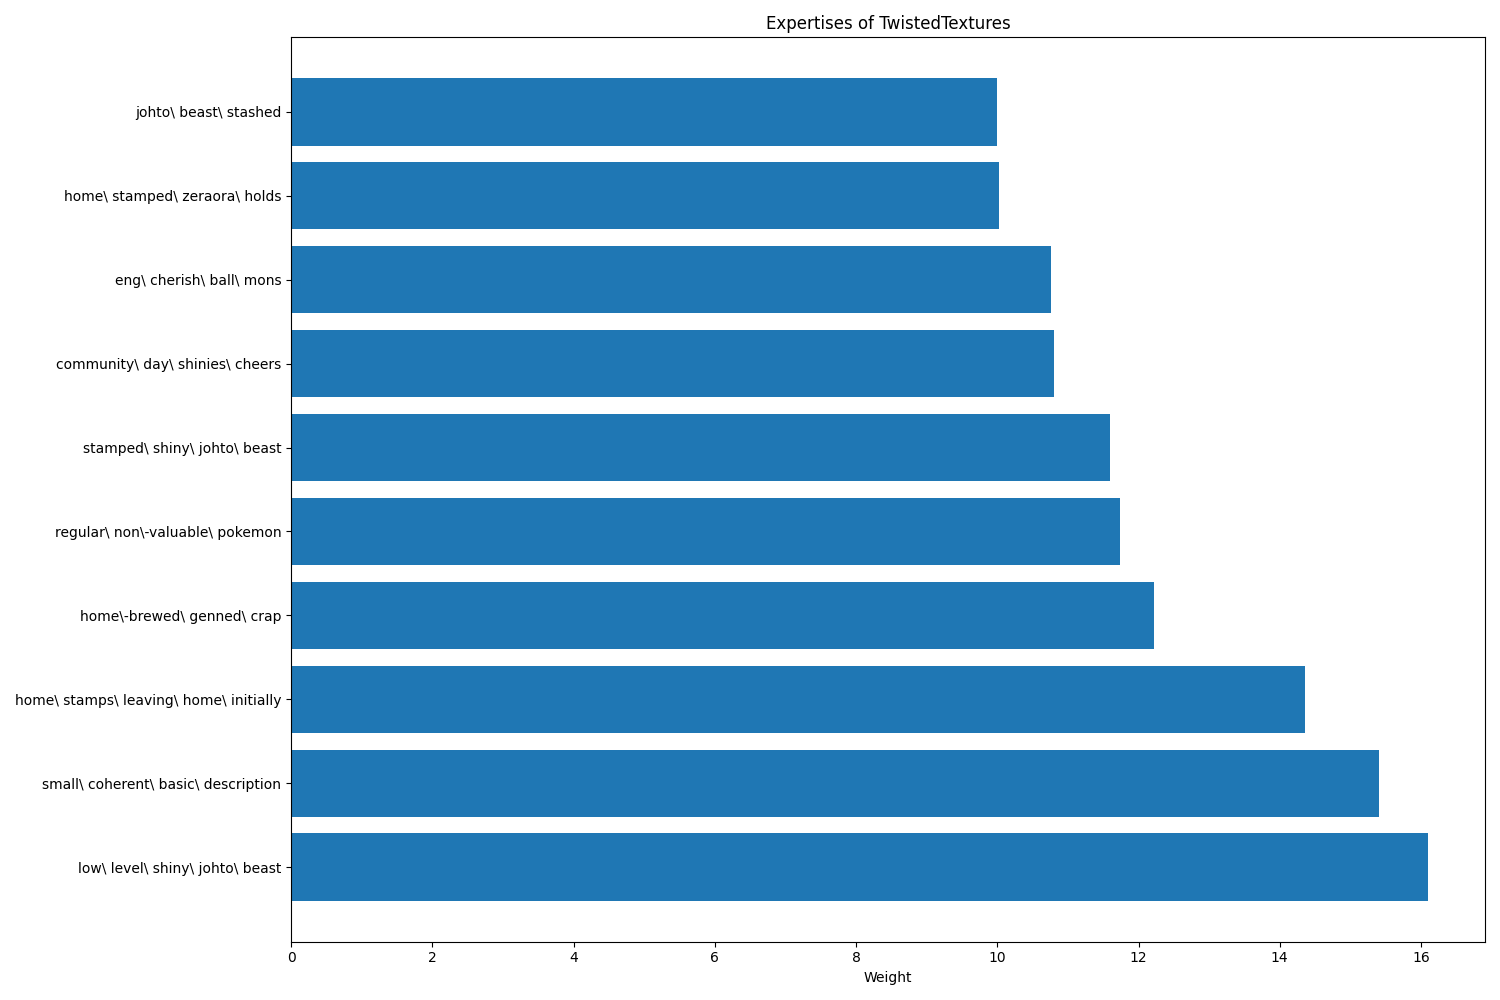 Expertises of TwistedTextures
johto\ beast\ stashed
home\ stamped\ zeraora\ holds
eng\ cherish\ ball\ mons
community\ day\ shinies\ cheers
stamped\ shiny\ johto\ beast
regular\ non\-valuable\ pokemon
home\-brewed\ genned\ crap
home\ stamps\ leaving\ home\ initially
small\ coherent\ basic\ description
low\ level\ shiny\ johto\ beast
0 2 4 6 8 10 12 14 16
Weight